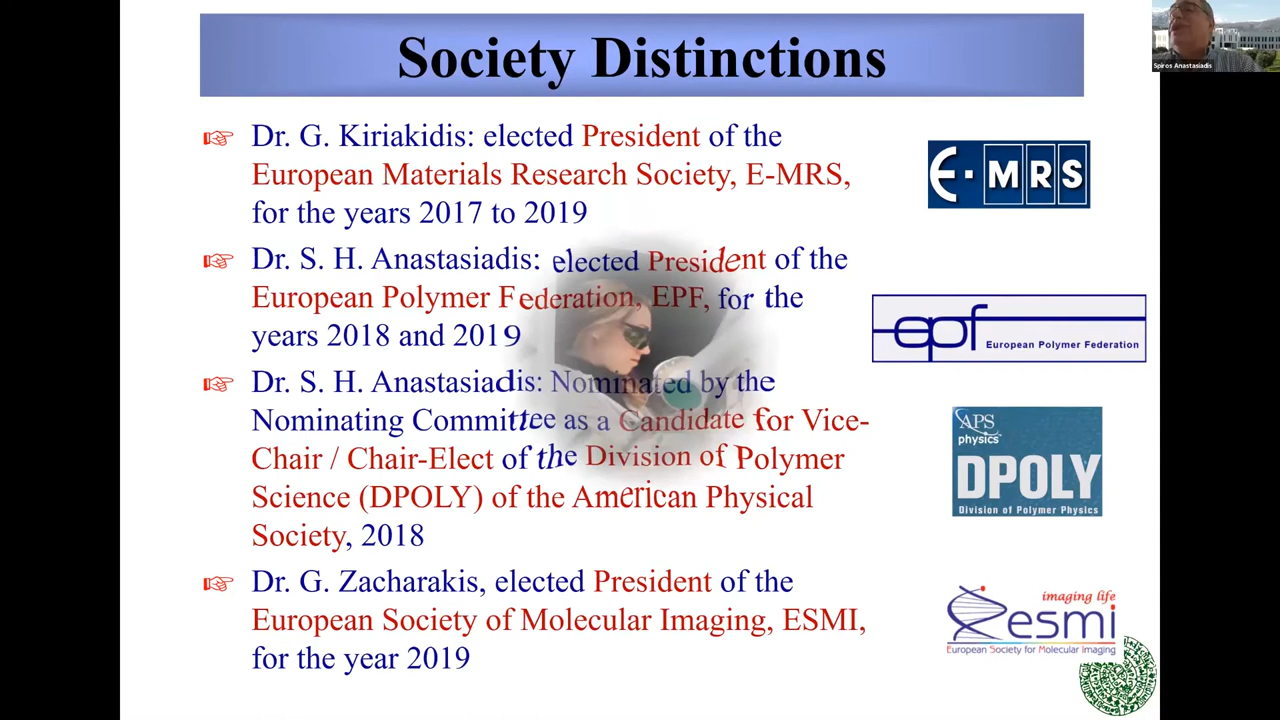 Society Distinctions
Spiros Anastasiadis
Dr. G. Kiriakidis: elected President of the
European Materials Research Society, E-MRS,
for the years 2017 to 2019
E·MRS
Dr. S. H. Anastasiadis: elected President of the
European Polymer Federation, EPF, for the
years 2018 and 2019
epf European Polymer Federation
Dr. S. H. Anastasiadis: Nominated by the
Nominating Committee as a Candidate for Vice-
Chair / Chair-Elect of the Division of Polymer
Science (DPOLY) of the American Physical
Society, 2018
APS
physics
DPOLY
Division of Polymer Physics
Dr. G. Zacharakis, elected President of the
European Society of Molecular Imaging, ESMI,
for the year 2019
imaging life
esmi
European Society for Molecular Imaging